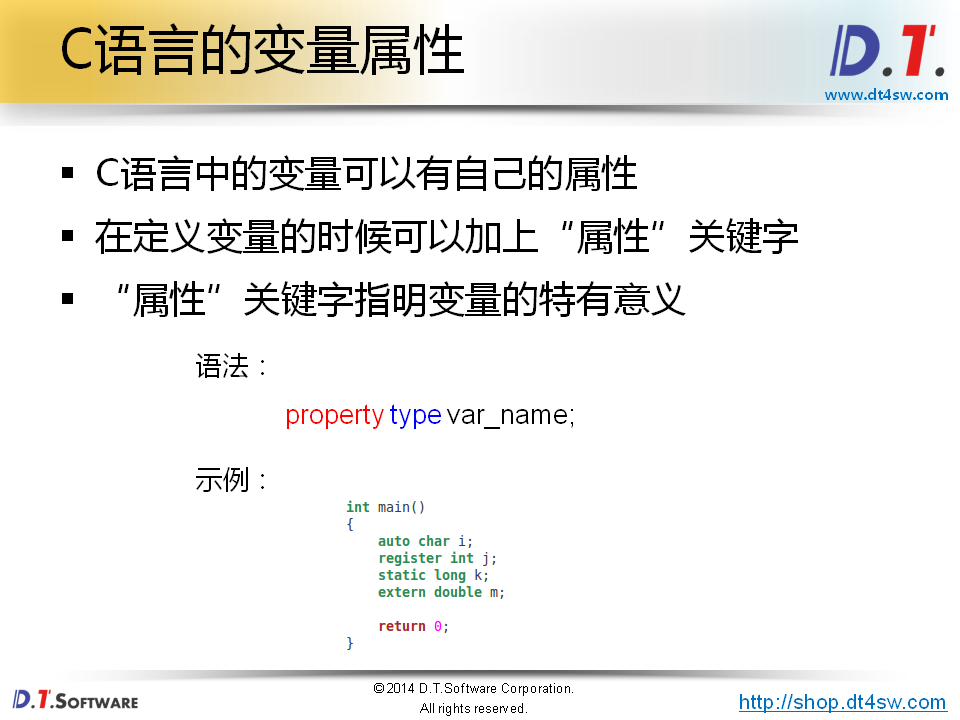 C语言的变量属性
D.T.
www.dt4sw.com
▪ C语言中的变量可以有自己的属性
▪ 在定义变量的时候可以加上“属性”关键字
▪ “属性”关键字指明变量的特有意义
语法：
property type var_name;
示例：
int main()
{
    auto char i;
    register int j;
    static long k;
    extern double m;
    return 0;
}
D.T.SOFTWARE
©2014 D.T.Software Corporation.
All rights reserved.
http://shop.dt4sw.com